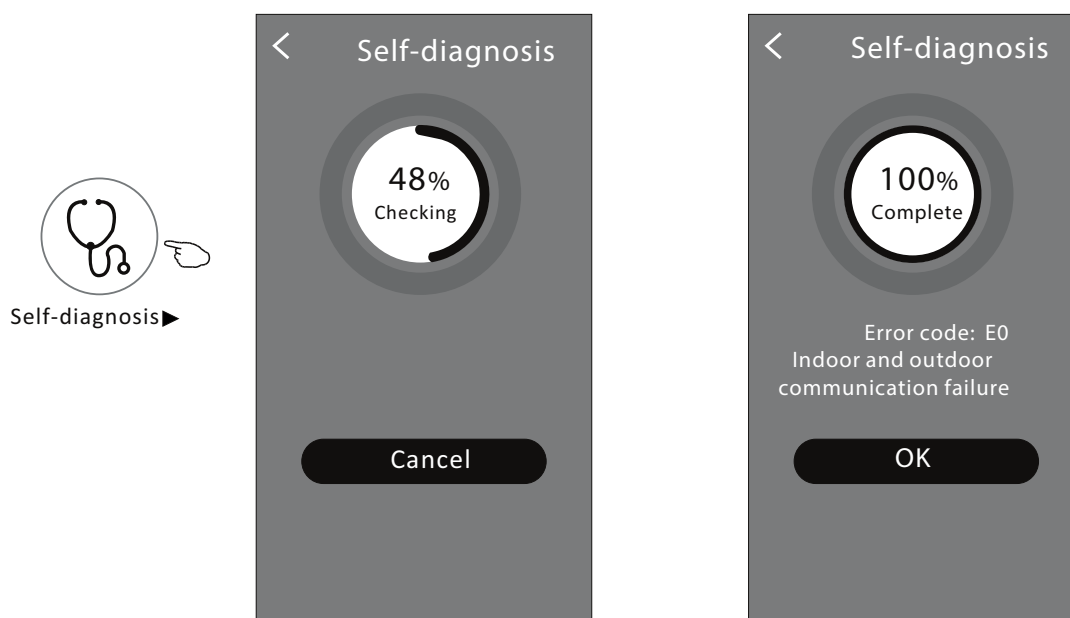 Self-diagnosis▶
Self-diagnosis
48%
Checking
Cancel
Self-diagnosis
100%
Complete
Error code: E0
Indoor and outdoor
communication failure
OK